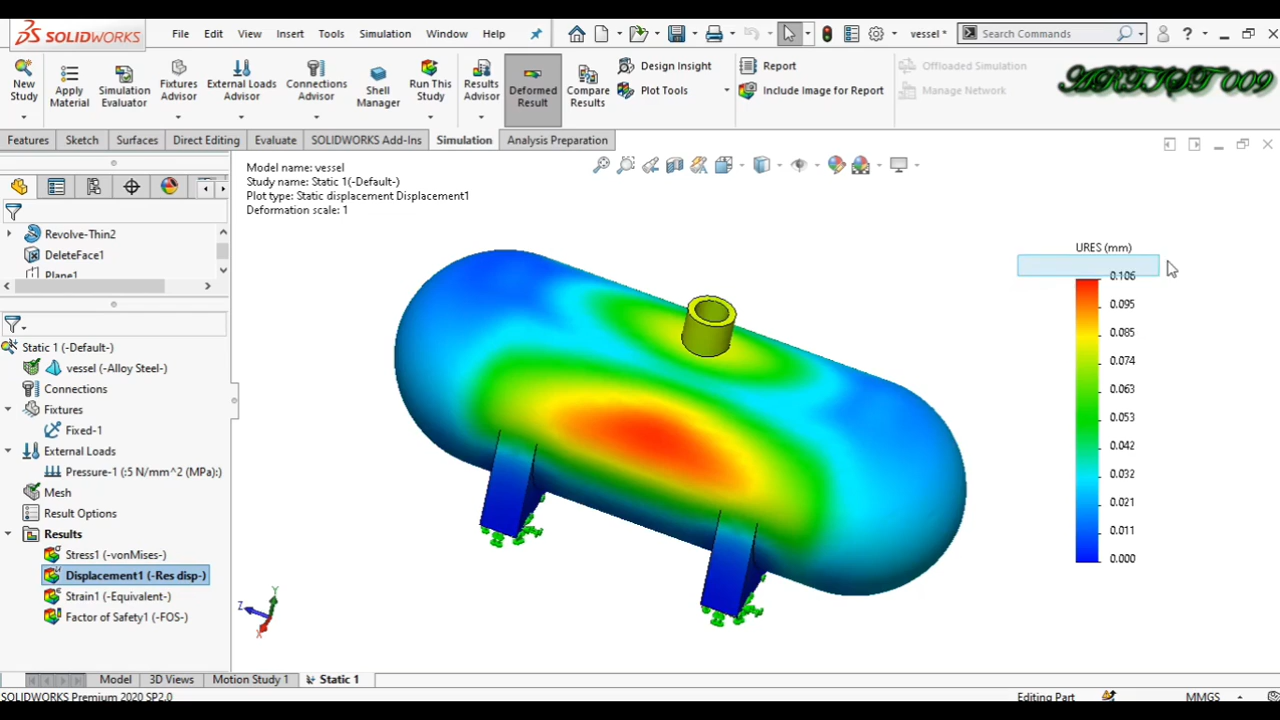 SOLIDWORKS File Edit View Insert Tools Simulation Window Help vessel * Search Commands ?
New Study
Apply Material
Simulation Evaluator
Fixtures Advisor
External Loads Advisor
Connections Advisor
Shell Manager
Run This Study
Results Advisor
Deformed Result
Compare Results
Design Insight
Plot Tools
Report
Include Image for Report
Offloaded Simulation
Manage Network
ARTIST 009
Features Sketch Surfaces Direct Editing Evaluate SOLIDWORKS Add-Ins Simulation Analysis Preparation
Model name: vessel
Study name: Static 1(-Default-)
Plot type: Static displacement Displacement1
Deformation scale: 1
Revolve-Thin2
DeleteFace1
Plane1
Static 1 (-Default-)
vessel (-Alloy Steel-)
Connections
Fixtures
Fixed-1
External Loads
Pressure-1 (:5 N/mm^2 (MPa):)
Mesh
Result Options
Results
Stress1 (-vonMises-)
Displacement1 (-Res disp-)
Strain1 (-Equivalent-)
Factor of Safety1 (-FOS-)
URES (mm)
0.106
0.095
0.085
0.074
0.063
0.053
0.042
0.032
0.021
0.011
0.000
Y
Z
X
Model 3D Views Motion Study 1 Static 1
SOLIDWORKS Premium 2020 SP2.0 Editing Part MMGS